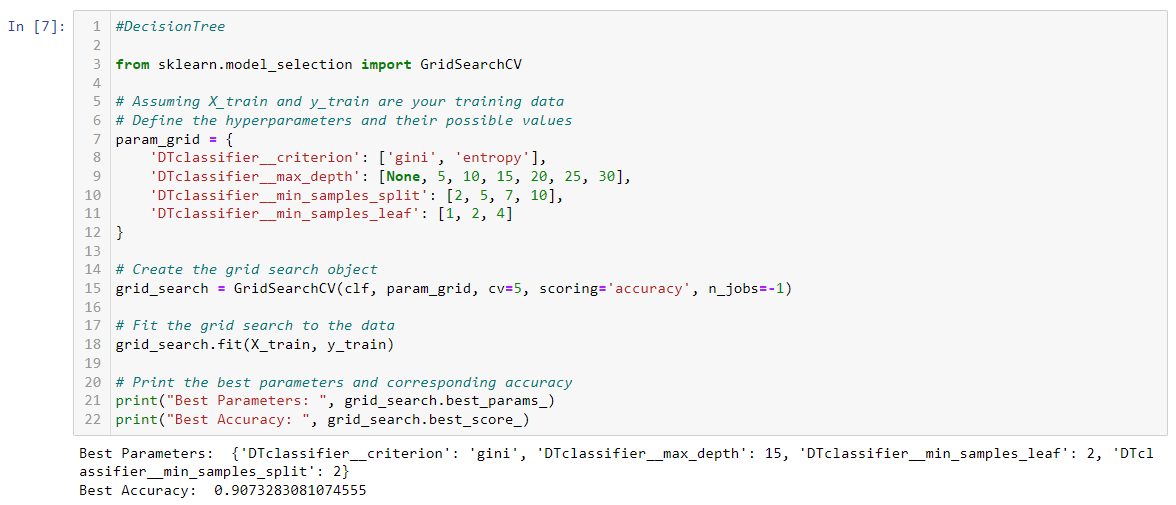 In [7]:
1 #DecisionTree
2
3 from sklearn.model_selection import GridSearchCV
4
5 # Assuming X_train and y_train are your training data
6 # Define the hyperparameters and their possible values
7 param_grid = {
8     'DTclassifier__criterion': ['gini', 'entropy'],
9     'DTclassifier__max_depth': [None, 5, 10, 15, 20, 25, 30],
10     'DTclassifier__min_samples_split': [2, 5, 7, 10],
11     'DTclassifier__min_samples_leaf': [1, 2, 4]
12 }
13
14 # Create the grid search object
15 grid_search = GridSearchCV(clf, param_grid, cv=5, scoring='accuracy', n_jobs=-1)
16
17 # Fit the grid search to the data
18 grid_search.fit(X_train, y_train)
19
20 # Print the best parameters and corresponding accuracy
21 print("Best Parameters: ", grid_search.best_params_)
22 print("Best Accuracy: ", grid_search.best_score_)
Best Parameters:  {'DTclassifier__criterion': 'gini', 'DTclassifier__max_depth': 15, 'DTclassifier__min_samples_leaf': 2, 'DTcl
assifier__min_samples_split': 2}
Best Accuracy:  0.9073283081074555